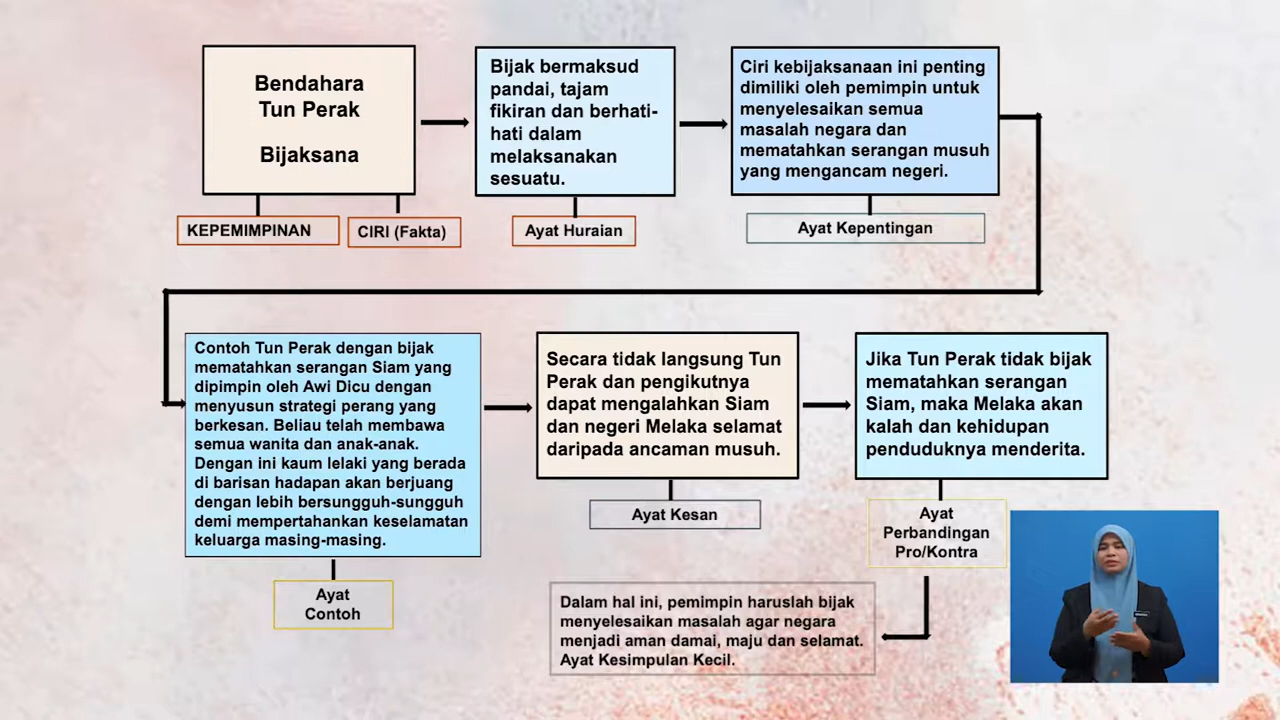 Bendahara
Tun Perak
Bijaksana
KEPEMIMPINAN
CIRI (Fakta)
Bijak bermaksud
pandai, tajam
fikiran dan berhati-
hati dalam
melaksanakan
sesuatu.
Ayat Huraian
Ciri kebijaksanaan ini penting
dimiliki oleh pemimpin untuk
menyelesaikan semua
masalah negara dan
mematahkan serangan musuh
yang mengancam negeri.
Ayat Kepentingan
Contoh Tun Perak dengan bijak
mematahkan serangan Siam yang
dipimpin oleh Awi Dicu dengan
menyusun strategi perang yang
berkesan. Beliau telah membawa
semua wanita dan anak-anak.
Dengan ini kaum lelaki yang berada
di barisan hadapan akan berjuang
dengan lebih bersungguh-sungguh
demi mempertahankan keselamatan
keluarga masing-masing.
Ayat
Contoh
Secara tidak langsung Tun
Perak dan pengikutnya
dapat mengalahkan Siam
dan negeri Melaka selamat
daripada ancaman musuh.
Ayat Kesan
Jika Tun Perak tidak bijak
mematahkan serangan
Siam, maka Melaka akan
kalah dan kehidupan
penduduknya menderita.
Ayat
Perbandingan
Pro/Kontra
Dalam hal ini, pemimpin haruslah bijak
menyelesaikan masalah agar negara
menjadi aman damai, maju dan selamat.
Ayat Kesimpulan Kecil.